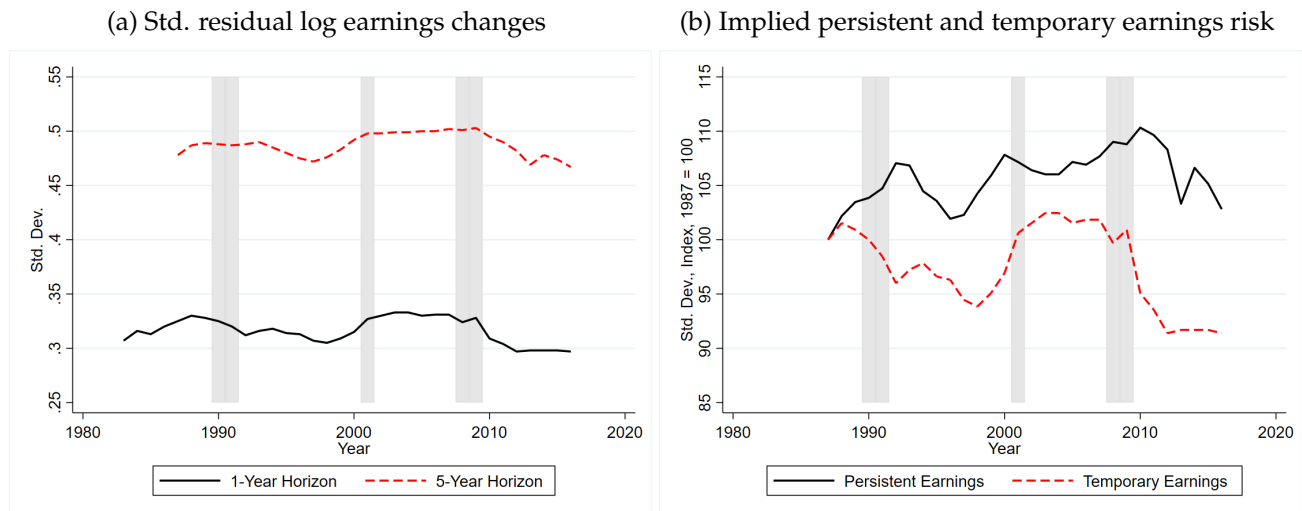 (a) Std. residual log earnings changes
.55
.5
.45
.4
.35
.3
.25
Std. Dev.
1980
1990
2000
2010
2020
Year
1-Year Horizon
5-Year Horizon
(b) Implied persistent and temporary earnings risk
115
110
105
100
95
90
85
Std. Dev., Index, 1987 = 100
1980
1990
2000
2010
2020
Year
Persistent Earnings
Temporary Earnings